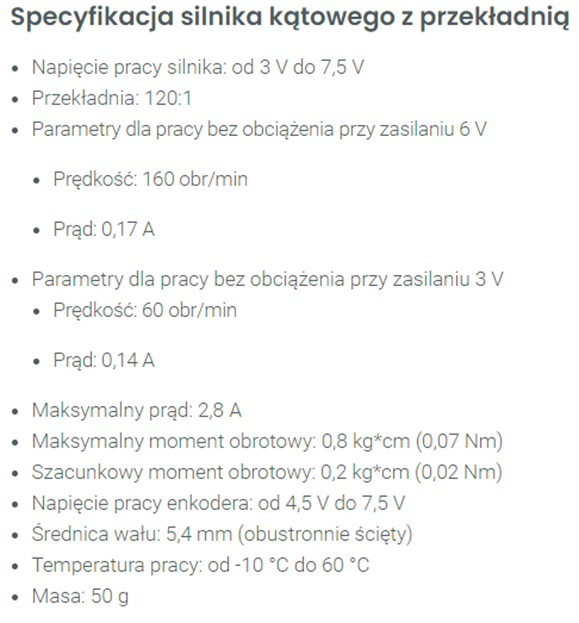 Specyfikacja silnika kątowego z przekładnią
• Napięcie pracy silnika: od 3 V do 7,5 V
• Przekładnia: 120:1
• Parametry dla pracy bez obciążenia przy zasilaniu 6 V
• Prędkość: 160 obr/min
• Prąd: 0,17 A
• Parametry dla pracy bez obciążenia przy zasilaniu 3 V
• Prędkość: 60 obr/min
• Prąd: 0,14 A
• Maksymalny prąd: 2,8 A
• Maksymalny moment obrotowy: 0,8 kg*cm (0,07 Nm)
• Szacunkowy moment obrotowy: 0,2 kg*cm (0,02 Nm)
• Napięcie pracy enkodera: od 4,5 V do 7,5 V
• Średnica wału: 5,4 mm (obustronnie ścięty)
• Temperatura pracy: od -10 °C do 60 °C
• Masa: 50 g